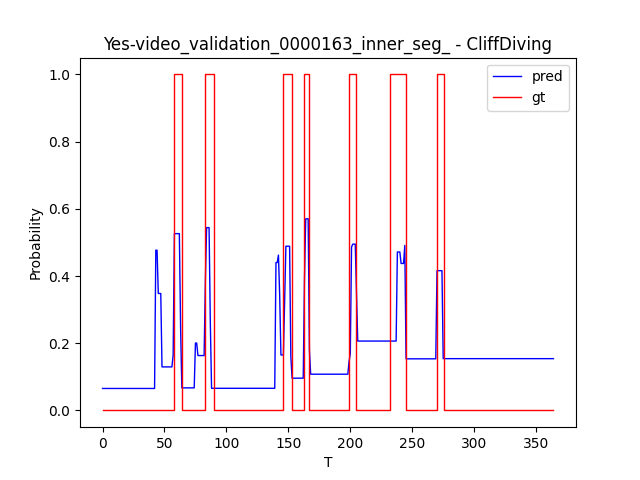 Yes-video_validation_0000163_inner_seg_ - CliffDiving
pred
gt
1.0
0.8
0.6
0.4
0.2
0.0
Probability
0 50 100 150 200 250 300 350
T